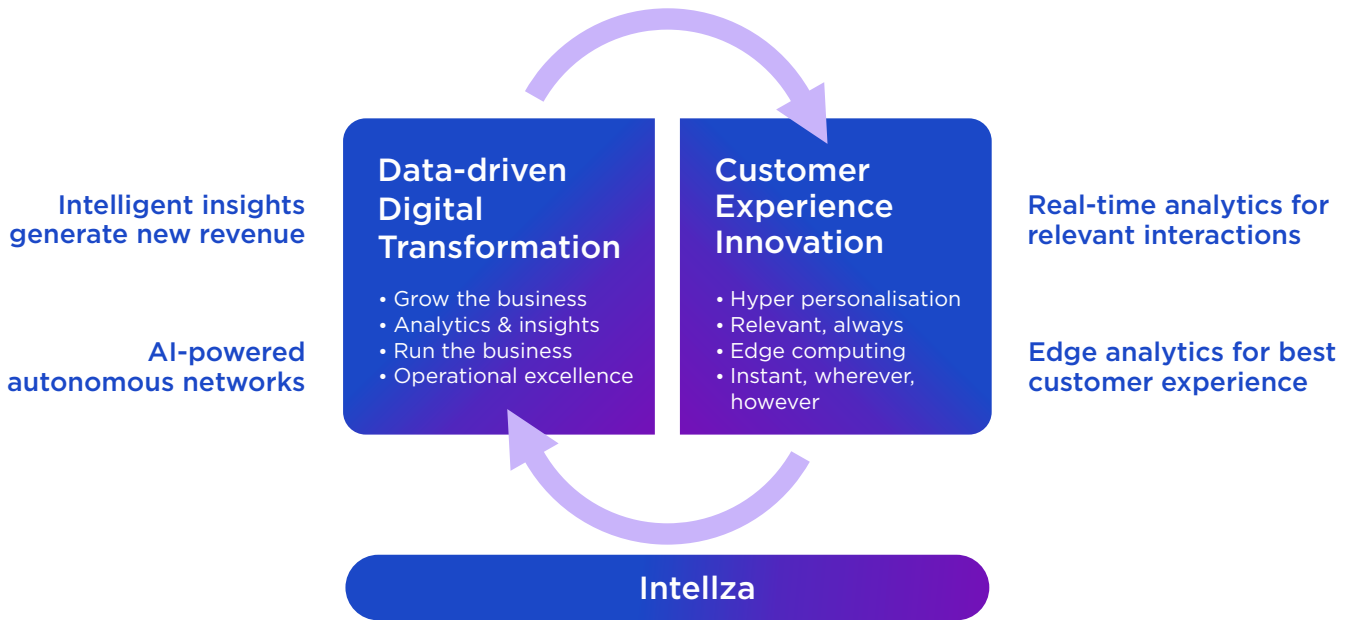 Intelligent insights
generate new revenue
AI-powered
autonomous networks
Data-driven
Digital
Transformation
• Grow the business
• Analytics & insights
• Run the business
• Operational excellence
Customer
Experience
Innovation
• Hyper personalisation
• Relevant, always
• Edge computing
• Instant, wherever,
however
Real-time analytics for
relevant interactions
Edge analytics for best
customer experience
Intellza